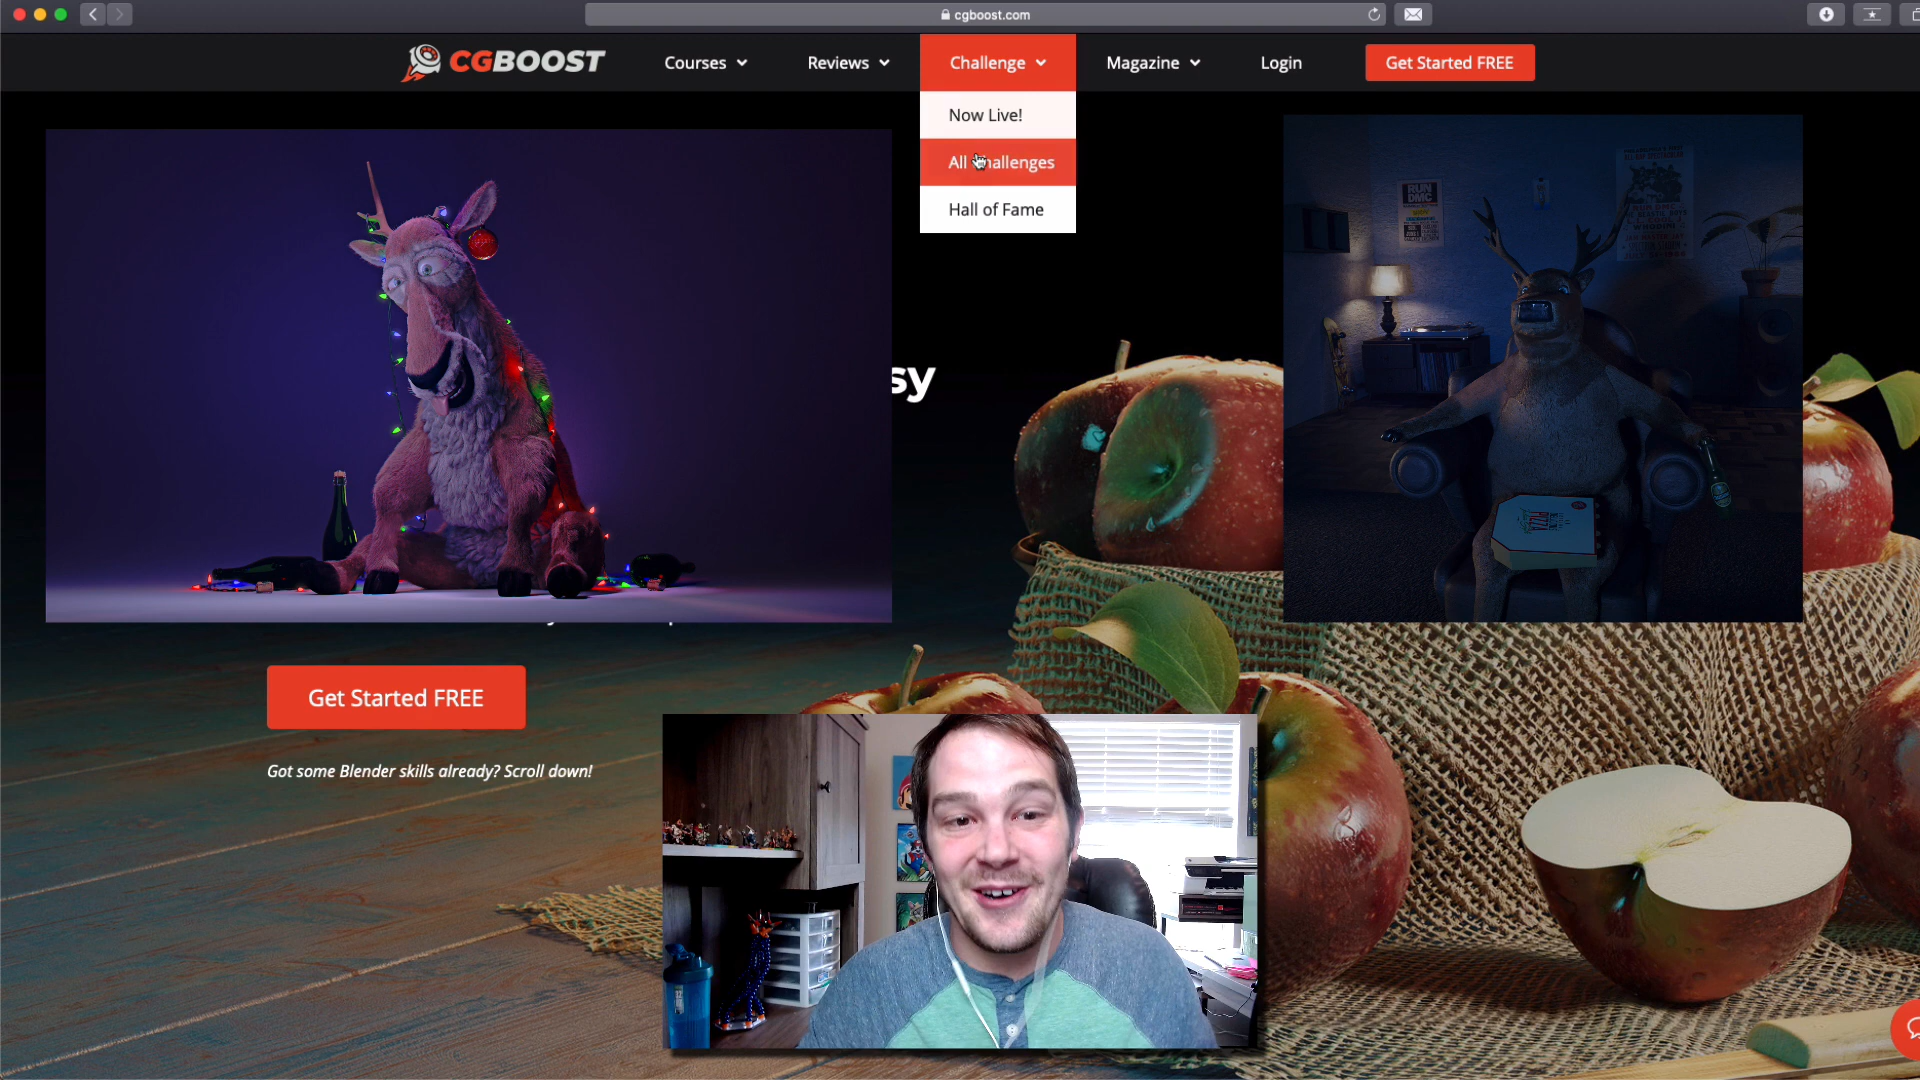 cgboost.com
CGBOOST
Courses
Reviews
Challenge
Magazine
Login
Get Started FREE
Now Live!
All Challenges
Hall of Fame
RUN
DMC
sy
PIZZA
Get Started FREE
Got some Blender skills already? Scroll down!